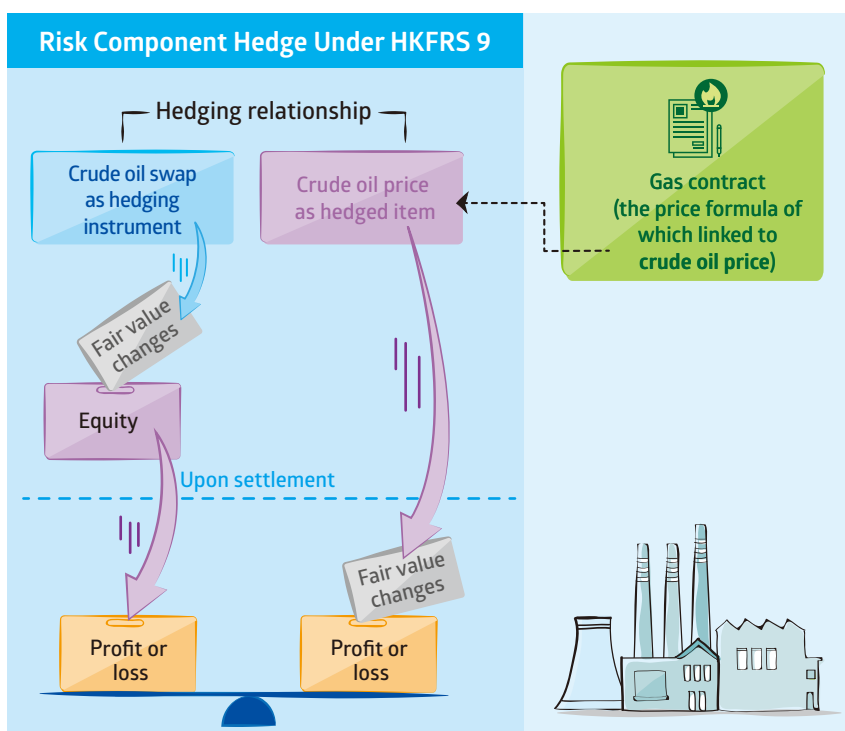 Risk Component Hedge Under HKFRS 9
Hedging relationship
Crude oil swap
as hedging
instrument
Crude oil price
as hedged item
Gas contract
(the price formula of
which linked to
crude oil price)
Fair value
changes
Equity
Upon settlement
Fair value
changes
Profit or
loss
Profit or
loss